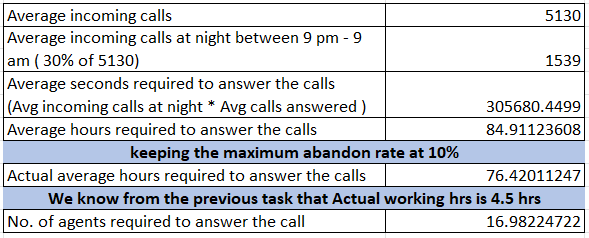 Average incoming calls 5130
Average incoming calls at night between 9 pm - 9
am ( 30% of 5130) 1539
Average seconds required to answer the calls
(Avg incoming calls at night * Avg calls answered ) 305680.4499
Average hours required to answer the calls 84.91123608
keeping the maximum abandon rate at 10%
Actual average hours required to answer the calls 76.42011247
We know from the previous task that Actual working hrs is 4.5 hrs
No. of agents required to answer the call 16.98224722